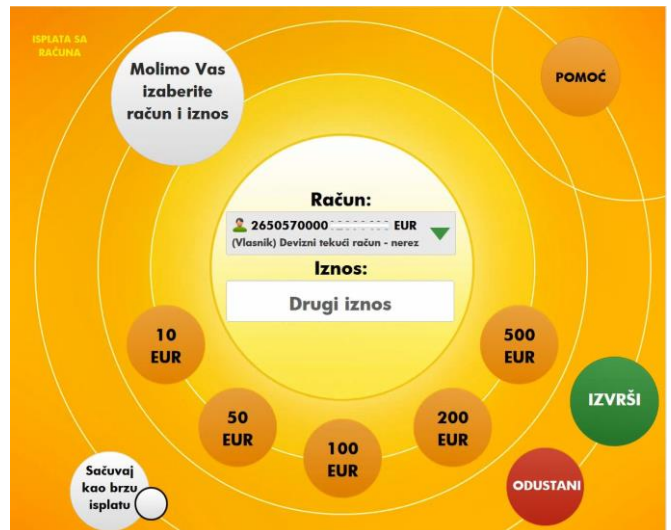 ISPLATA SA
RAČUNA
Molimo Vas
izaberite
račun i iznos
POMOĆ
Račun:
2650570000 EUR
(Vlasnik) Devizni tekući račun - nerez
Iznos:
Drugi iznos
10
EUR
50
EUR
100
EUR
200
EUR
500
EUR
IZVRŠI
ODUSTANI
Sačuvaj
kao brzu
isplatu